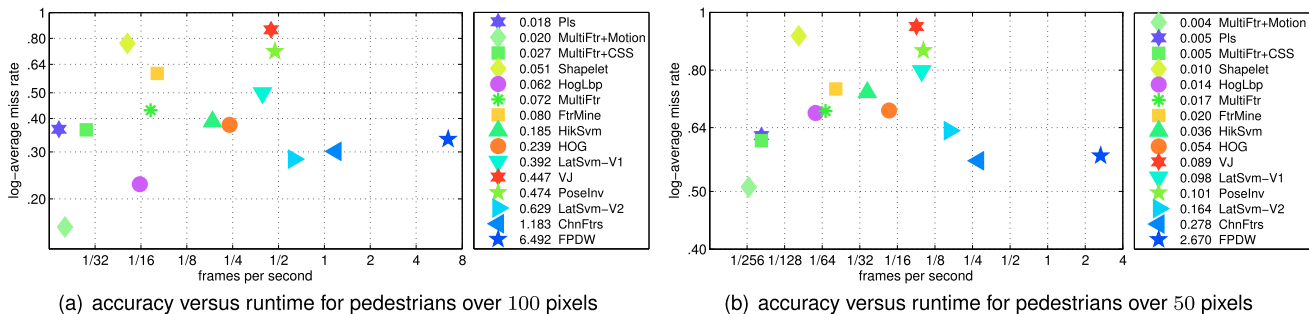 1
.80
.64
.50
.40
.30
.20
log−average miss rate
1/32
1/16
1/8
1/4
1/2
1
2
4
8
frames per second
0.018 Pls
0.020 MultiFtr+Motion
0.027 MultiFtr+CSS
0.051 Shapelet
0.062 HogLbp
0.072 MultiFtr
0.080 FtrMine
0.185 HikSvm
0.239 HOG
0.392 LatSvm−V1
0.447 VJ
0.474 PoseInv
0.629 LatSvm−V2
1.183 ChnFtrs
6.492 FPDW
(a) accuracy versus runtime for pedestrians over 100 pixels
1
.80
.64
.50
.40
log−average miss rate
1/256
1/128
1/64
1/32
1/16
1/8
1/4
1/2
1
2
4
frames per second
0.004 MultiFtr+Motion
0.005 Pls
0.005 MultiFtr+CSS
0.010 Shapelet
0.014 HogLbp
0.017 MultiFtr
0.020 FtrMine
0.036 HikSvm
0.054 HOG
0.089 VJ
0.098 LatSvm−V1
0.101 PoseInv
0.164 LatSvm−V2
0.278 ChnFtrs
2.670 FPDW
(b) accuracy versus runtime for pedestrians over 50 pixels